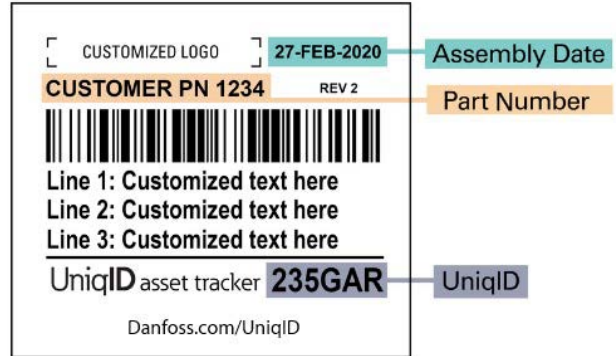 CUSTOMIZED LOGO 27-FEB-2020 Assembly Date
CUSTOMER PN 1234 REV 2 Part Number
Line 1: Customized text here
Line 2: Customized text here
Line 3: Customized text here
UniqID asset tracker 235GAR UniqID
Danfoss.com/UniqID